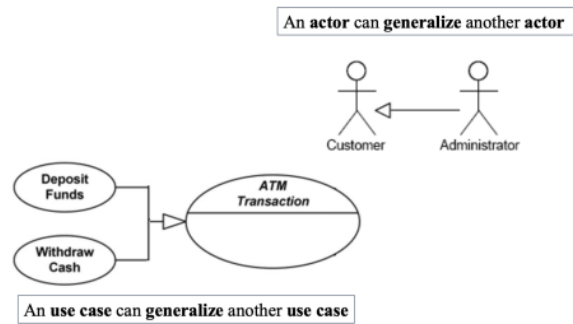 An actor can generalize another actor
Customer
Administrator
Deposit
Funds
ATM
Transaction
Withdraw
Cash
An use case can generalize another use case